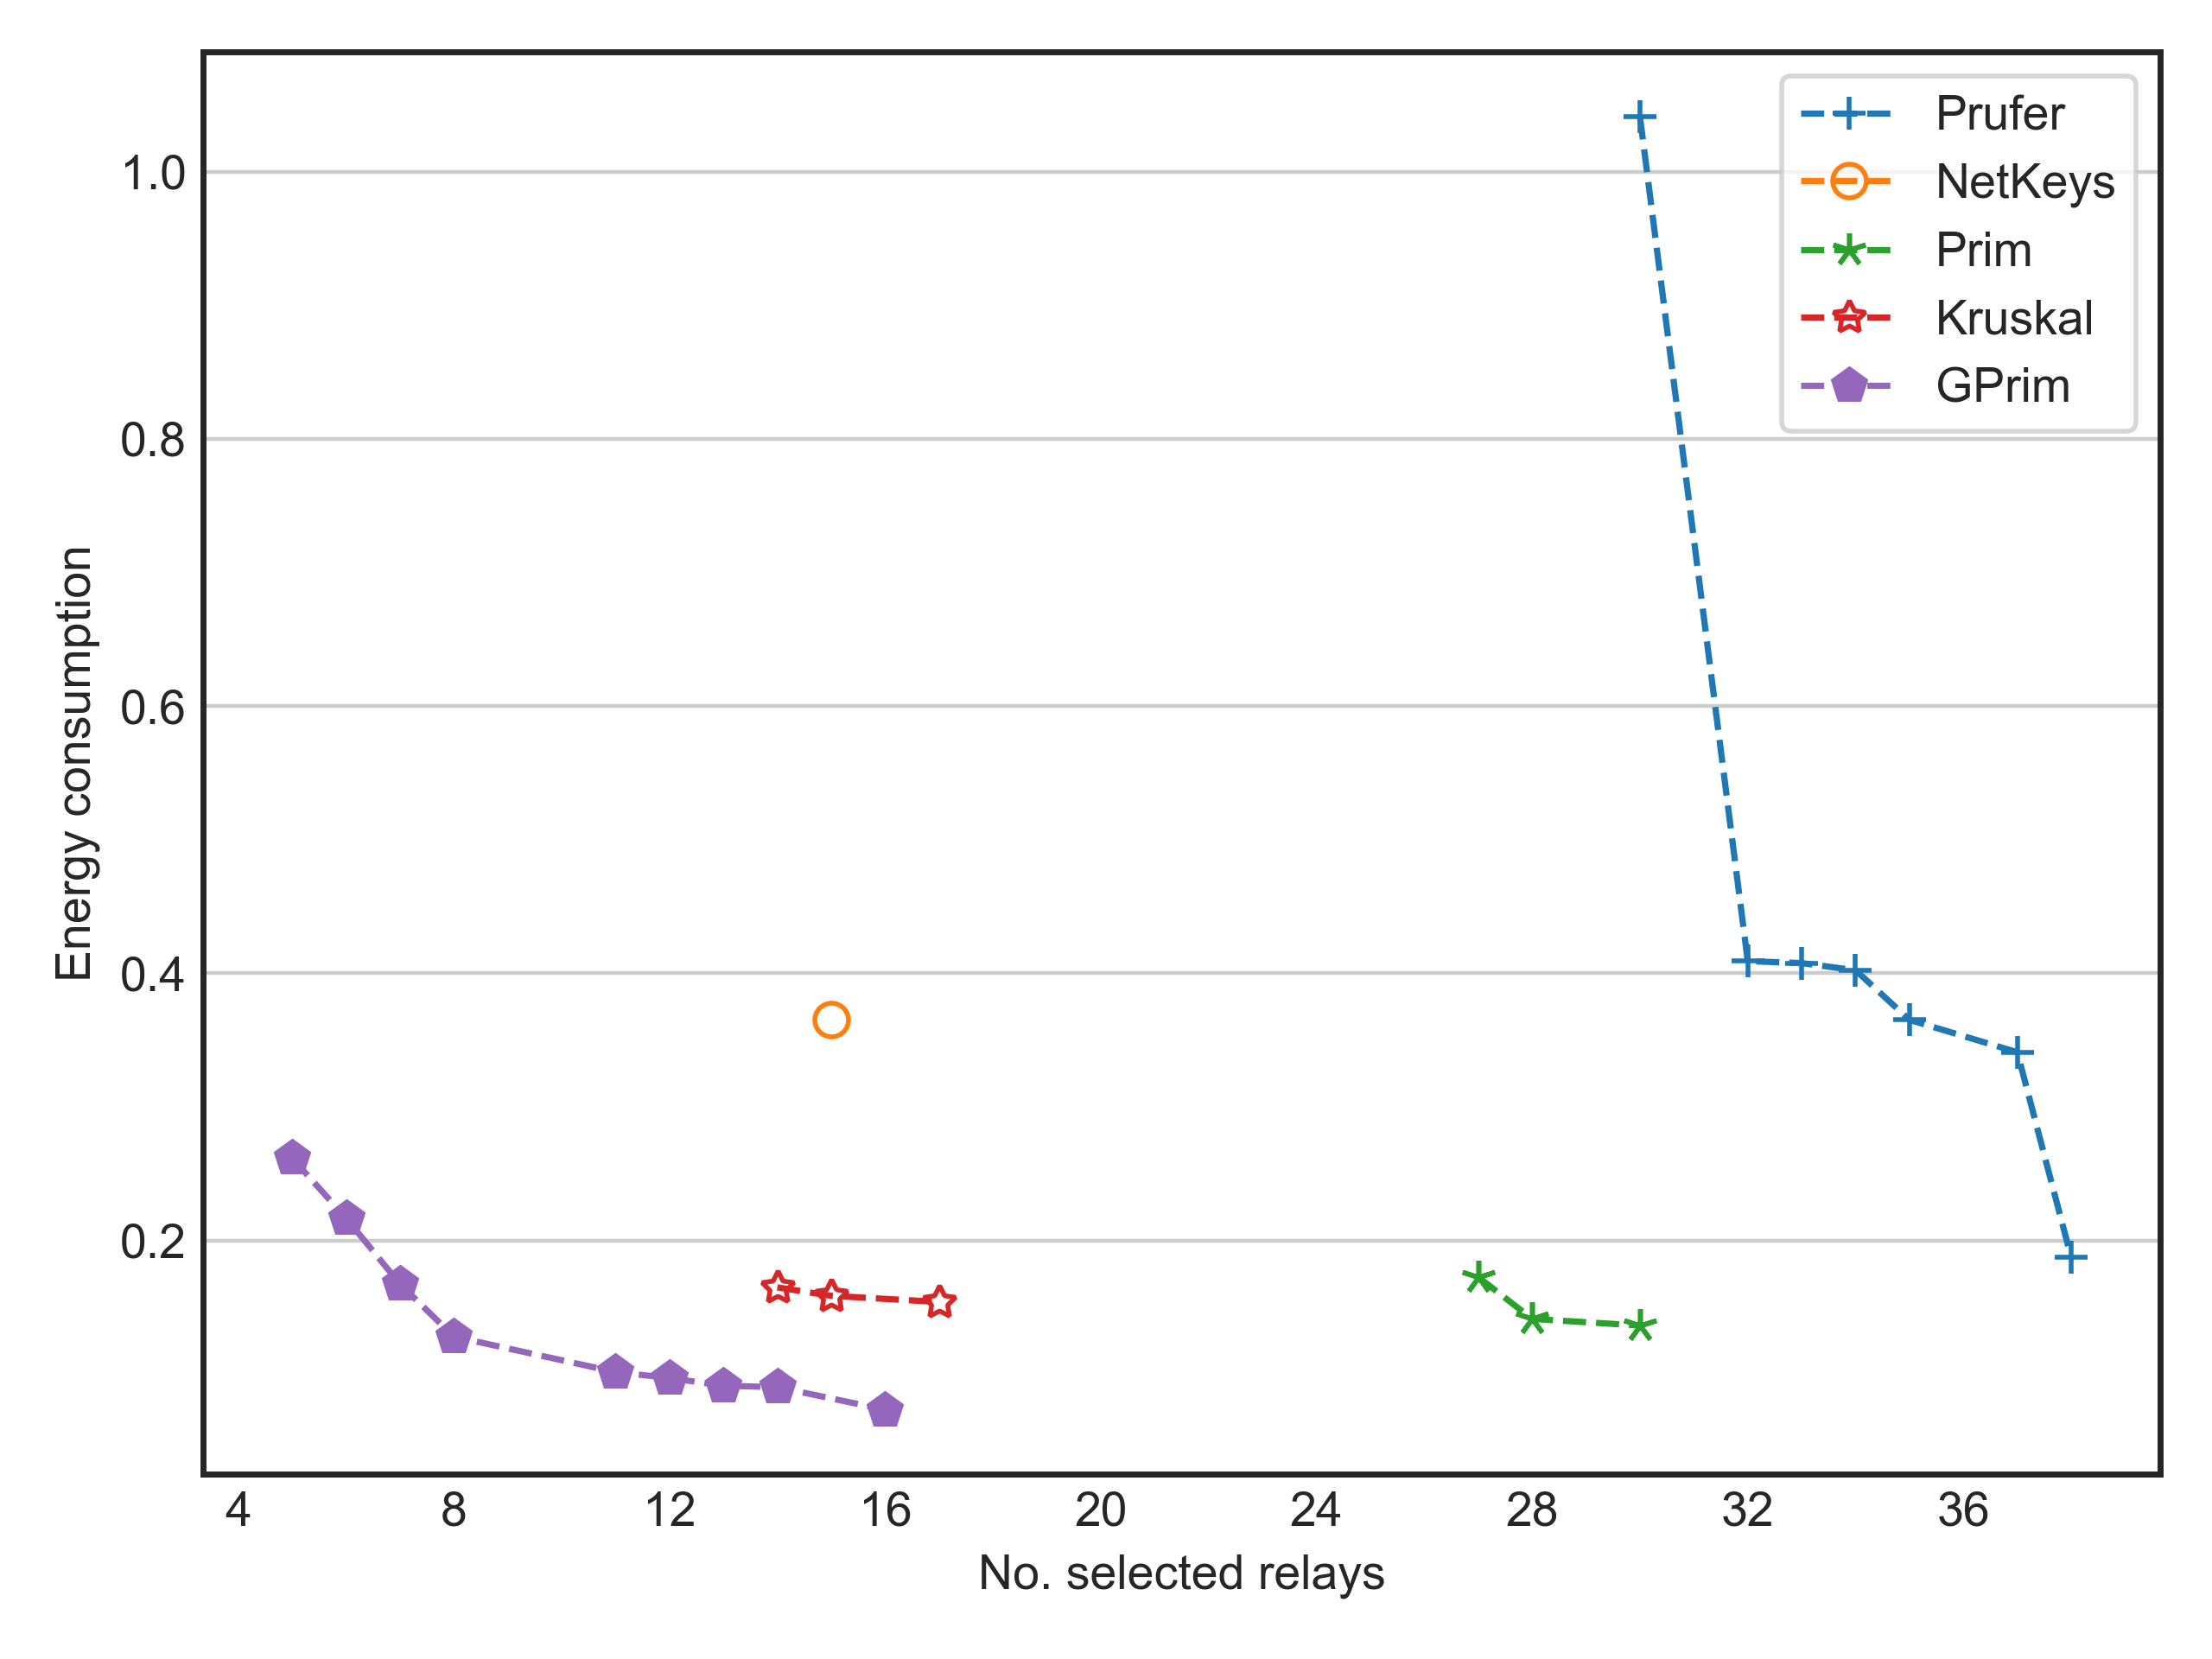 Prufer
NetKeys
Prim
Kruskal
GPrim
Energy consumption
1.0
0.8
0.6
0.4
0.2
4 8 12 16 20 24 28 32 36
No. selected relays